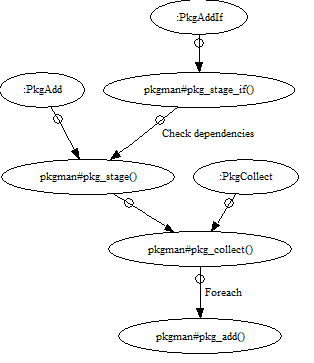 :PkgAddIf
:PkgAdd
pkgman#pkg_stage_if()
Check dependencies
pkgman#pkg_stage()
:PkgCollect
pkgman#pkg_collect()
Foreach
pkgman#pkg_add()